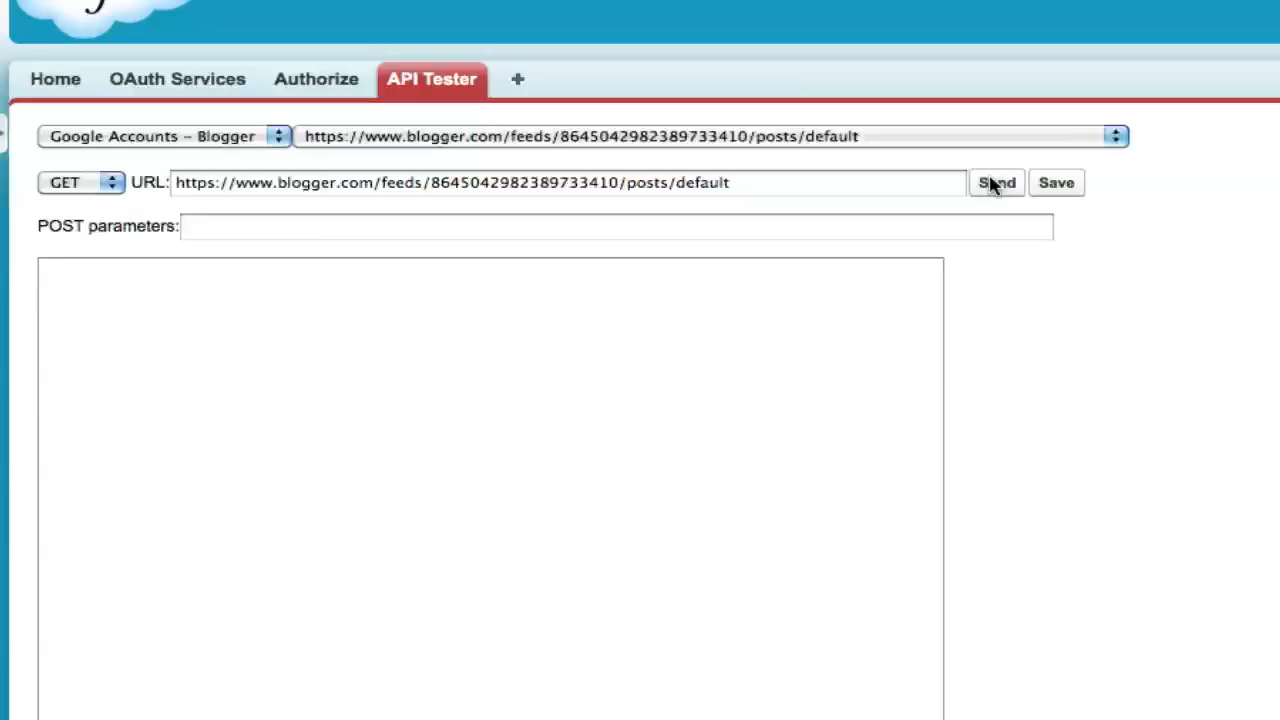 Home OAuth Services Authorize API Tester +
Google Accounts – Blogger https://www.blogger.com/feeds/8645042982389733410/posts/default
GET URL: https://www.blogger.com/feeds/8645042982389733410/posts/default Send Save
POST parameters: